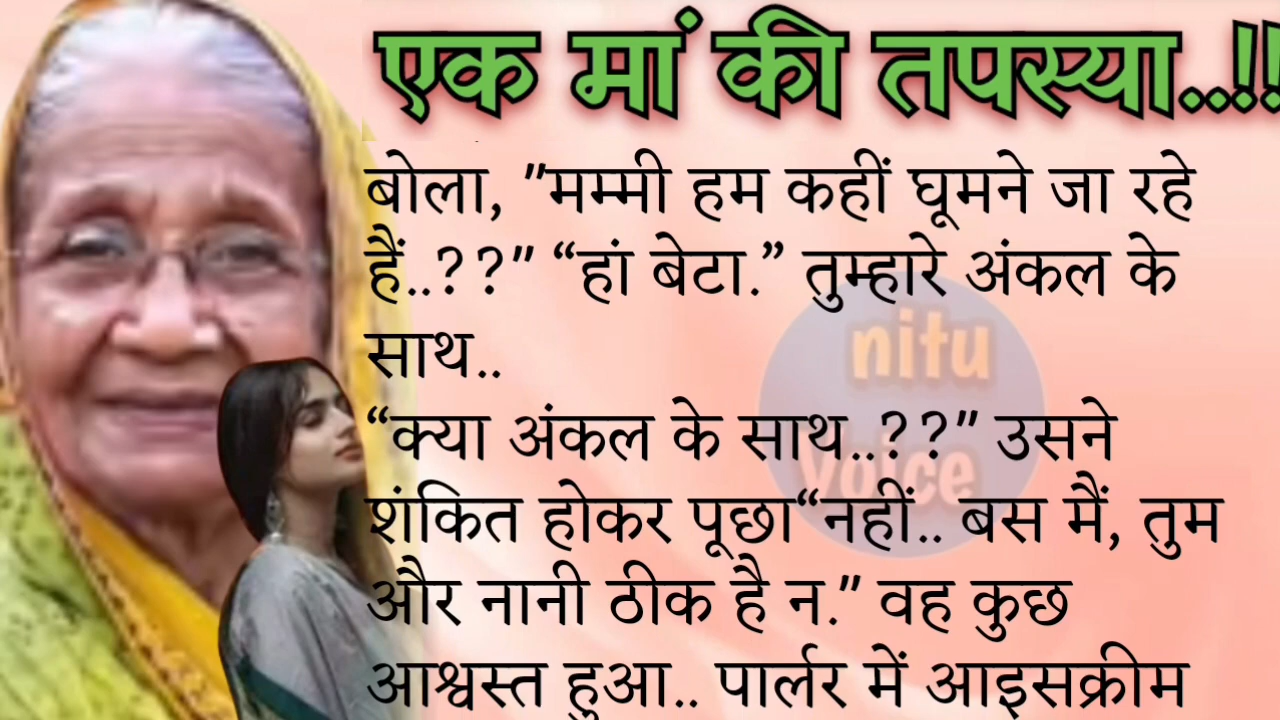 एक मां की तपस्या..!!
बोला, "मम्मी हम कहीं घूमने जा रहे
हैं..??" “हां बेटा.” तुम्हारे अंकल के
साथ..
“क्या अंकल के साथ..??" उसने
शंकित होकर पूछा“नहीं.. बस मैं, तुम
और नानी ठीक है न." वह कुछ
आश्वस्त हुआ.. पार्लर में आइसक्रीम
nitu
voice